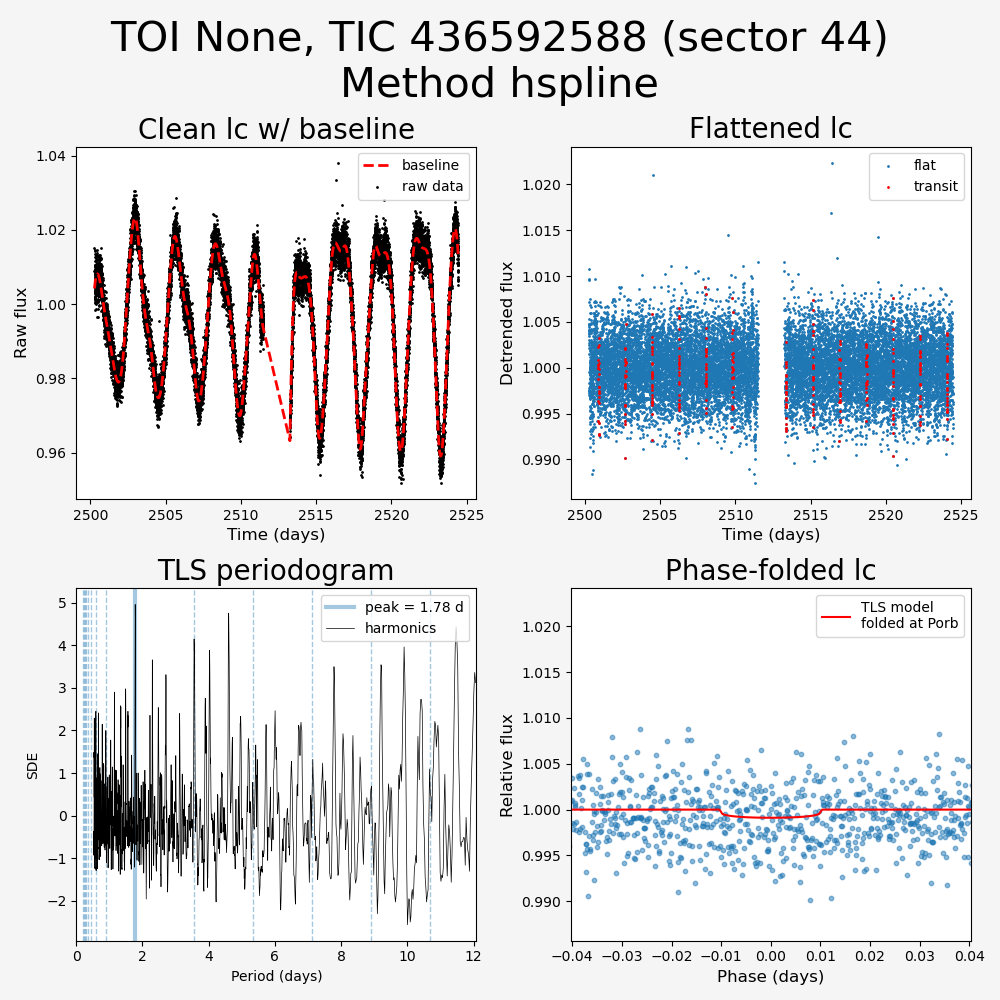 TOI None, TIC 436592588 (sector 44)
Method hspline
Clean lc w/ baseline
Flattened lc
baseline
raw data
flat
transit
1.04
1.02
1.00
0.98
0.96
Raw flux
2500
2505
2510
2515
2520
2525
Time (days)
1.020
1.015
1.010
1.005
1.000
0.995
0.990
Detrended flux
2500
2505
2510
2515
2520
2525
Time (days)
TLS periodogram
Phase-folded lc
peak = 1.78 d
harmonics
TLS model
folded at Porb
5
4
3
2
1
0
−1
−2
SDE
0
2
4
6
8
10
12
Period (days)
1.020
1.015
1.010
1.005
1.000
0.995
0.990
Relative flux
−0.04
−0.03
−0.02
−0.01
0.00
0.01
0.02
0.03
0.04
Phase (days)